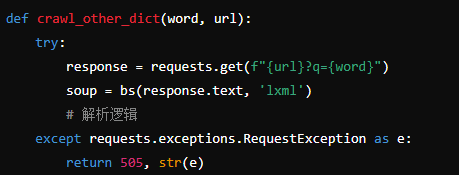 def crawl_other_dict(word, url):
    try:
        response = requests.get(f"{url}?q={word}")
        soup = bs(response.text, 'lxml')
        # 解析逻辑
    except requests.exceptions.RequestException as e:
        return 505, str(e)